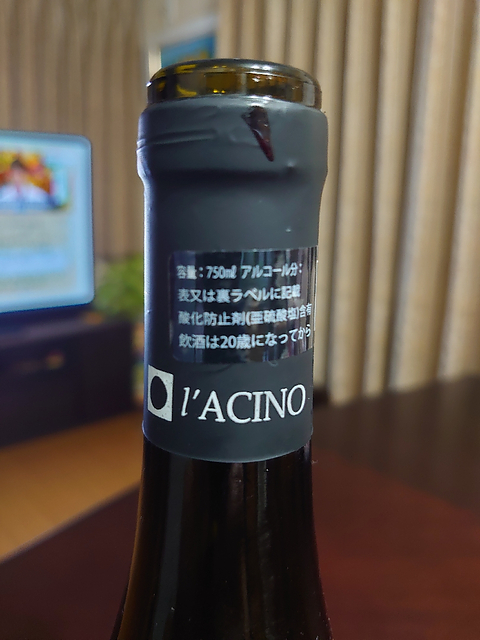 容量：750㎖ アルコール分：
表又は裏ラベルに記載
酸化防止剤(亜硫酸塩)含有
飲酒は20歳になってから
l'ACINO